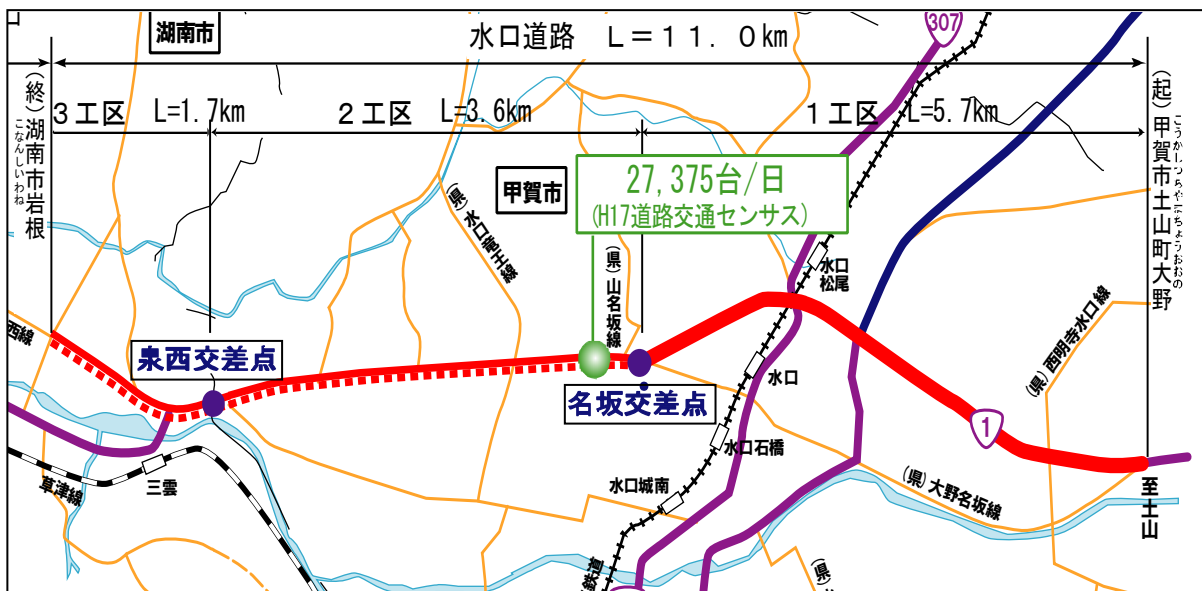 湖南市
水口道路 L=11.0km
307
3工区 L=1.7km
2工区 L=3.6km
1工区 L=5.7km
(終)湖南市岩根
こなんしいわね
(起)甲賀市土山町大野
こうかしつちやまちょうおおの
甲賀市
27,375台/日
(H17道路交通センサス)
(県)水口竜王線
(県)山名坂線
水口
松尾
(県)西明寺水口線
西線
泉西交差点
名坂交差点
水口
1
水口石橋
三雲
草津線
水口城南
(県)大野名坂線
至土山
鉄道
(県)